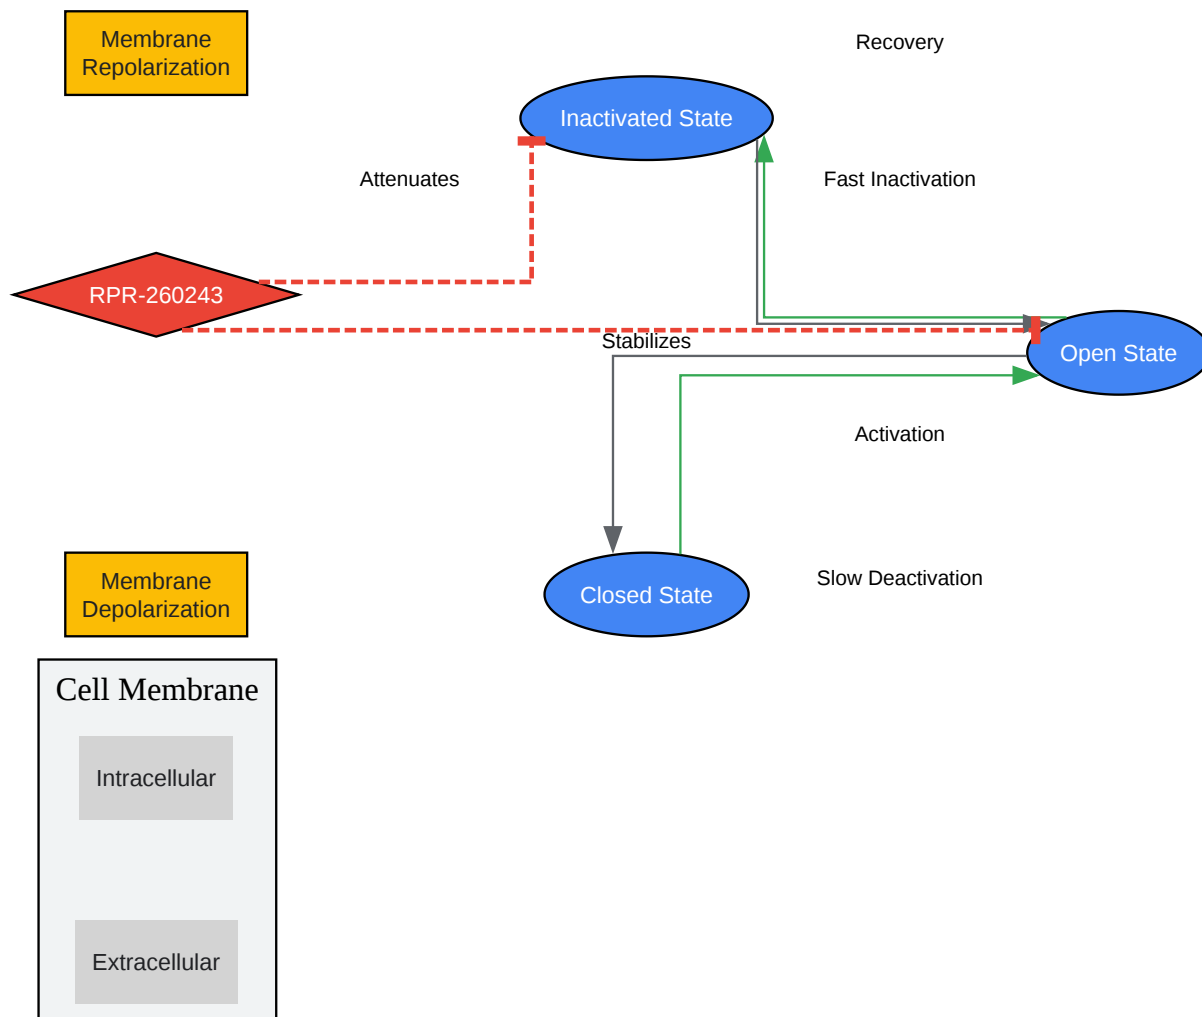 Membrane
Repolarization
Recovery
Inactivated State
Attenuates
Fast Inactivation
RPR-260243
Stabilizes
Open State
Activation
Membrane
Depolarization
Closed State
Slow Deactivation
Cell Membrane
Intracellular
Extracellular